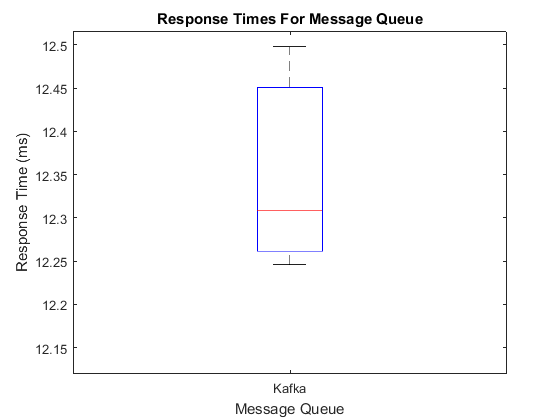 Response Times For Message Queue
12.5
12.45
12.4
12.35
12.3
12.25
12.2
12.15
Response Time (ms)
Kafka
Message Queue